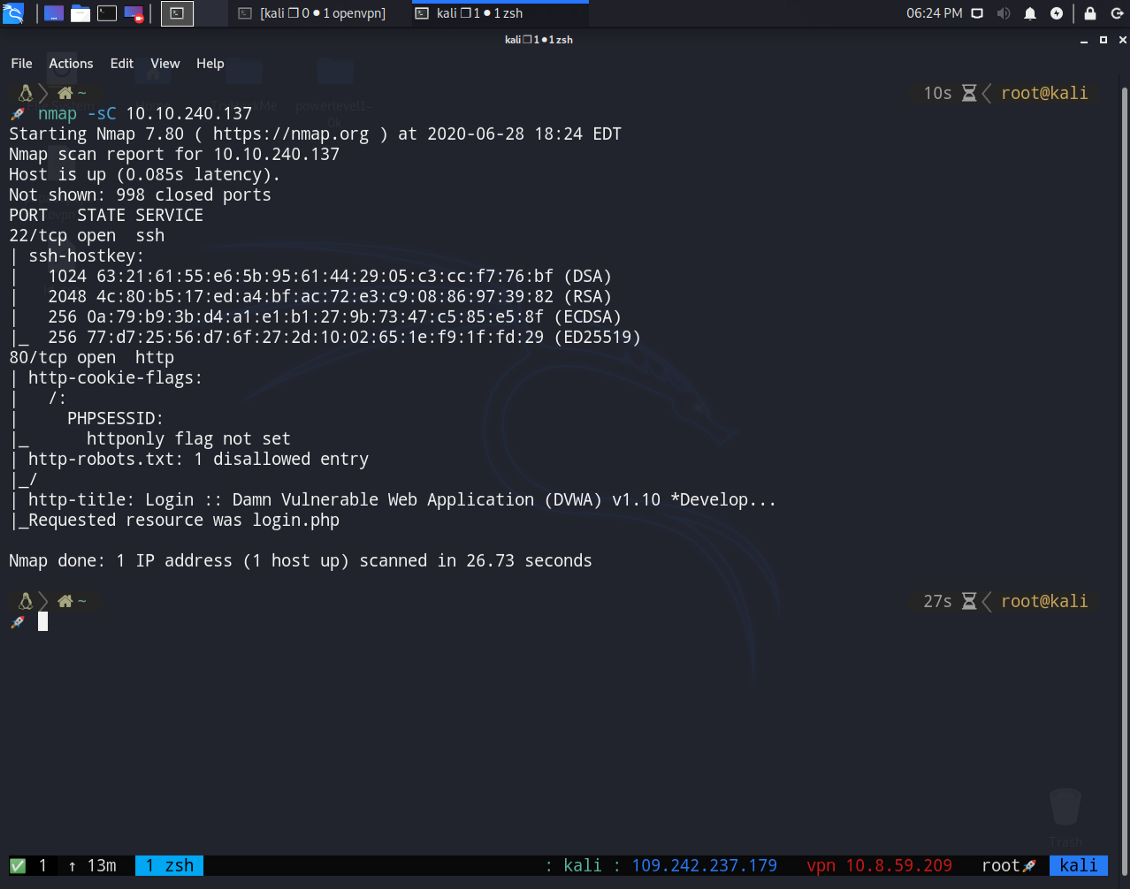 [kali ❐ 0 ● 1 openvpn]
kali ❐ 1 ● 1 zsh
06:24 PM
kali ❐ 1 ● 1 zsh
File Actions Edit View Help
~ 10s root@kali
nmap -sC 10.10.240.137
Starting Nmap 7.80 ( https://nmap.org ) at 2020-06-28 18:24 EDT
Nmap scan report for 10.10.240.137
Host is up (0.085s latency).
Not shown: 998 closed ports
PORT   STATE SERVICE
22/tcp open  ssh
| ssh-hostkey:
|   1024 63:21:61:55:e6:5b:95:61:44:29:05:c3:cc:f7:76:bf (DSA)
|   2048 4c:80:b5:17:ed:a4:bf:ac:72:e3:c9:08:86:97:39:82 (RSA)
|   256 0a:79:b9:3b:d4:a1:e1:b1:27:9b:73:47:c5:85:e5:8f (ECDSA)
|_  256 77:d7:25:56:d7:6f:27:2d:10:02:65:1e:f9:1f:fd:29 (ED25519)
80/tcp open  http
| http-cookie-flags:
|   /:
|     PHPSESSID:
|_      httponly flag not set
| http-robots.txt: 1 disallowed entry
|_/
| http-title: Login :: Damn Vulnerable Web Application (DVWA) v1.10 *Develop...
|_Requested resource was login.php
Nmap done: 1 IP address (1 host up) scanned in 26.73 seconds
~ 27s root@kali
Trash
1 ↑ 13m 1 zsh : kali : 109.242.237.179 vpn 10.8.59.209 root kali